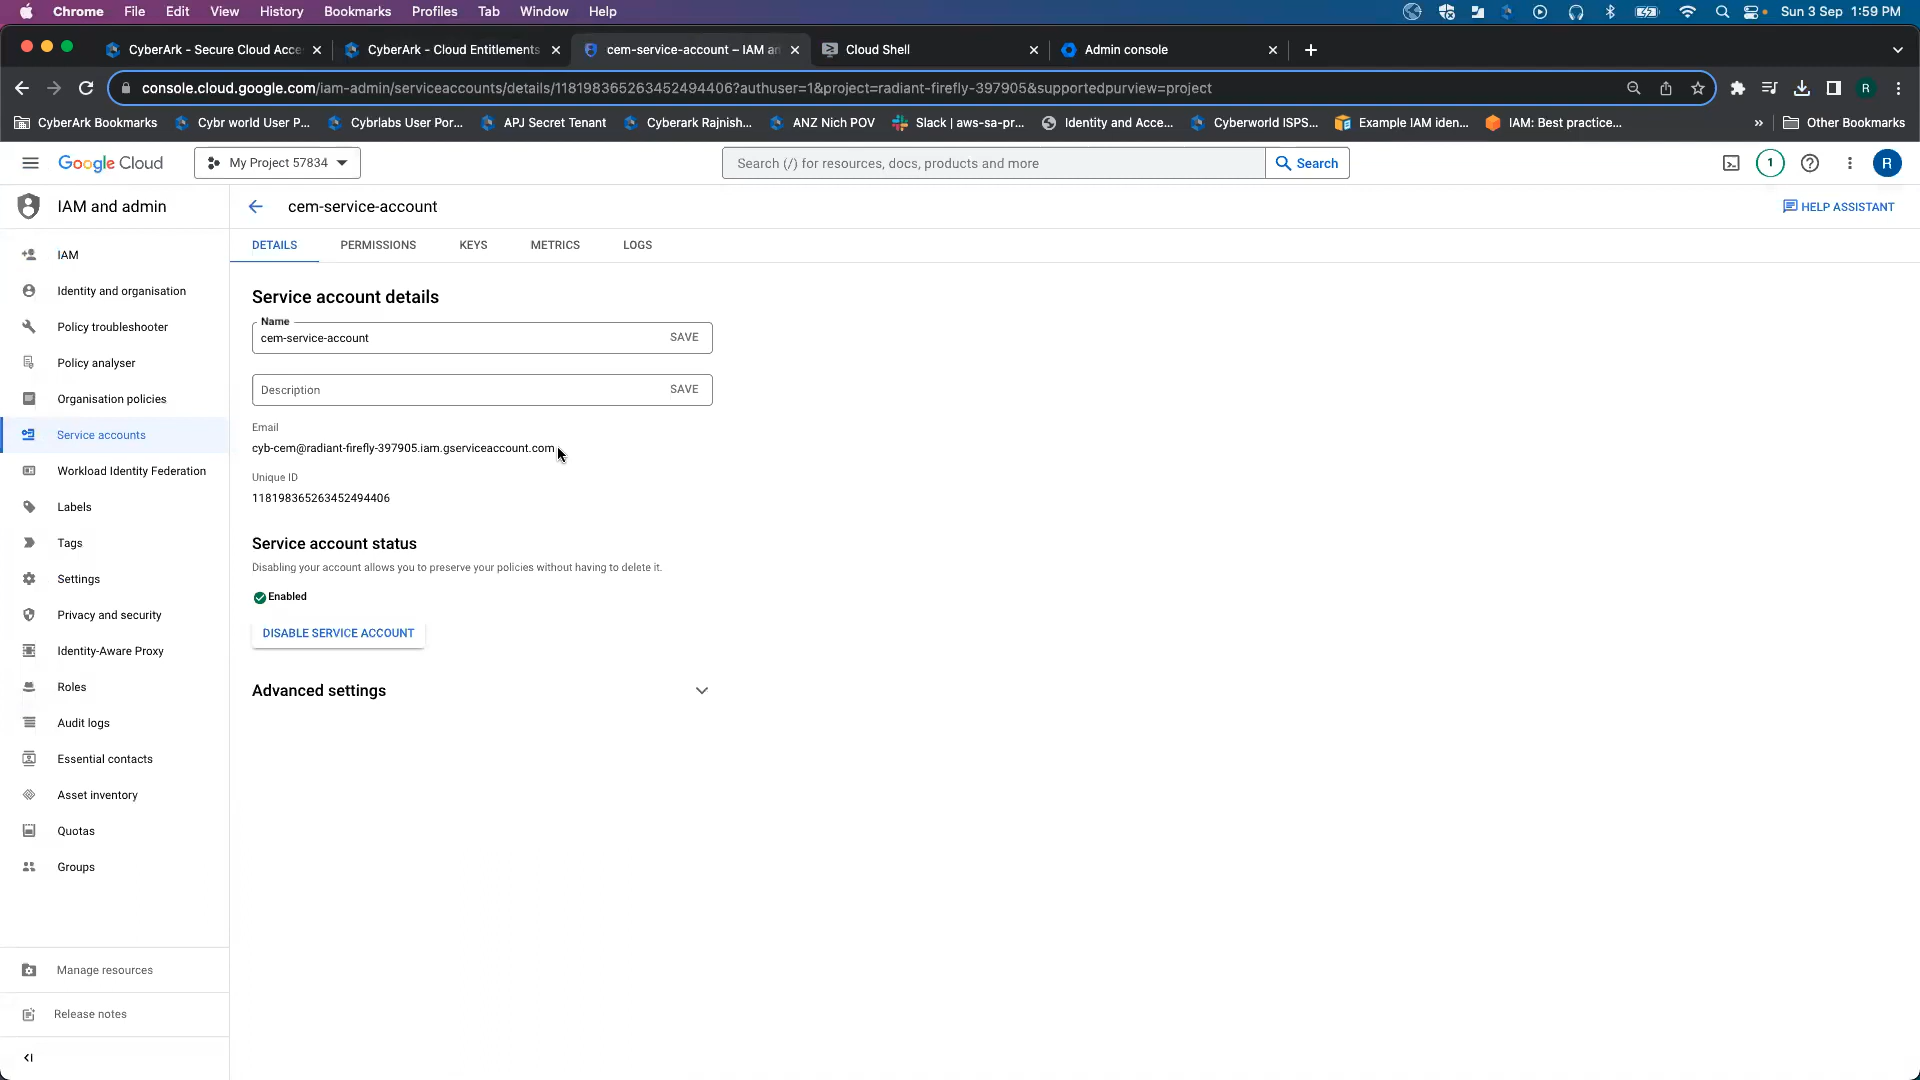 Chrome File Edit View History Bookmarks Profiles Tab Window Help Sun 3 Sep 1:59 PM
CyberArk - Secure Cloud Acce
CyberArk - Cloud Entitlements
cem-service-account – IAM an
Cloud Shell
Admin console
console.cloud.google.com/iam-admin/serviceaccounts/details/118198365263452494406?authuser=1&project=radiant-firefly-397905&supportedpurview=project
R
CyberArk Bookmarks
Cybr world User P...
Cybrlabs User Por...
APJ Secret Tenant
Cyberark Rajnish...
ANZ Nich POV
Slack | aws-sa-pr...
Identity and Acce...
Cyberworld ISPS...
Example IAM iden...
IAM: Best practice...
»
Other Bookmarks
Google Cloud
My Project 57834
Search (/) for resources, docs, products and more
Search
1
R
IAM and admin
cem-service-account
HELP ASSISTANT
IAM
Identity and organisation
Policy troubleshooter
Policy analyser
Organisation policies
Service accounts
Workload Identity Federation
Labels
Tags
Settings
Privacy and security
Identity-Aware Proxy
Roles
Audit logs
Essential contacts
Asset inventory
Quotas
Groups
Manage resources
Release notes
DETAILS PERMISSIONS KEYS METRICS LOGS
Service account details
Name
cem-service-account SAVE
Description SAVE
Email
cyb-cem@radiant-firefly-397905.iam.gserviceaccount.com
Unique ID
118198365263452494406
Service account status
Disabling your account allows you to preserve your policies without having to delete it.
Enabled
DISABLE SERVICE ACCOUNT
Advanced settings